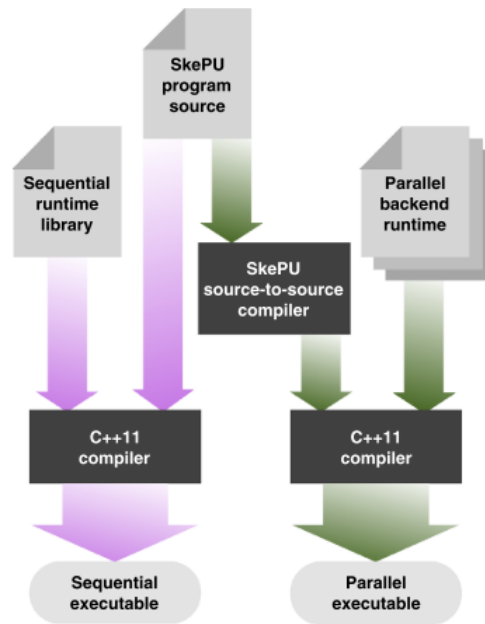 SkePU
program
source
Sequential
runtime
library
Parallel
backend
runtime
SkePU
source-to-source
compiler
C++11
compiler
C++11
compiler
Sequential
executable
Parallel
executable